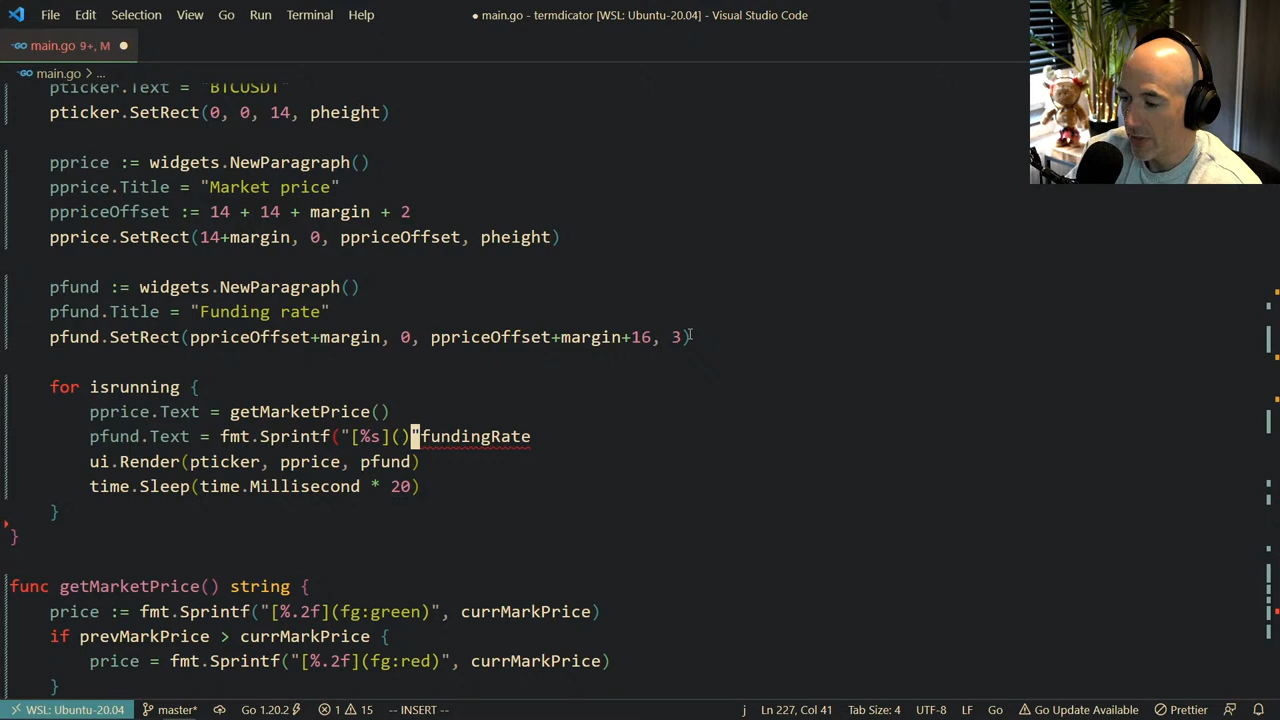 File Edit Selection View Go Run Terminal Help
● main.go - termdicator [WSL: Ubuntu-20.04] - Visual Studio Code
main.go 9+, M
main.go > ...
pticker.Text = "BTCUSDT"
pticker.SetRect(0, 0, 14, pheight)
pprice := widgets.NewParagraph()
pprice.Title = "Market price"
ppriceOffset := 14 + 14 + margin + 2
pprice.SetRect(14+margin, 0, ppriceOffset, pheight)
pfund := widgets.NewParagraph()
pfund.Title = "Funding rate"
pfund.SetRect(ppriceOffset+margin, 0, ppriceOffset+margin+16, 3)
for isrunning {
pprice.Text = getMarketPrice()
pfund.Text = fmt.Sprintf("[%s]()"fundingRate
ui.Render(pticker, pprice, pfund)
time.Sleep(time.Millisecond * 20)
}
}
func getMarketPrice() string {
price := fmt.Sprintf("[%.2f](fg:green)", currMarkPrice)
if prevMarkPrice > currMarkPrice {
price = fmt.Sprintf("[%.2f](fg:red)", currMarkPrice)
}
WSL: Ubuntu-20.04 master* Go 1.20.2 1 15 -- INSERT -- j Ln 227, Col 41 Tab Size: 4 UTF-8 LF Go Go Update Available Prettier